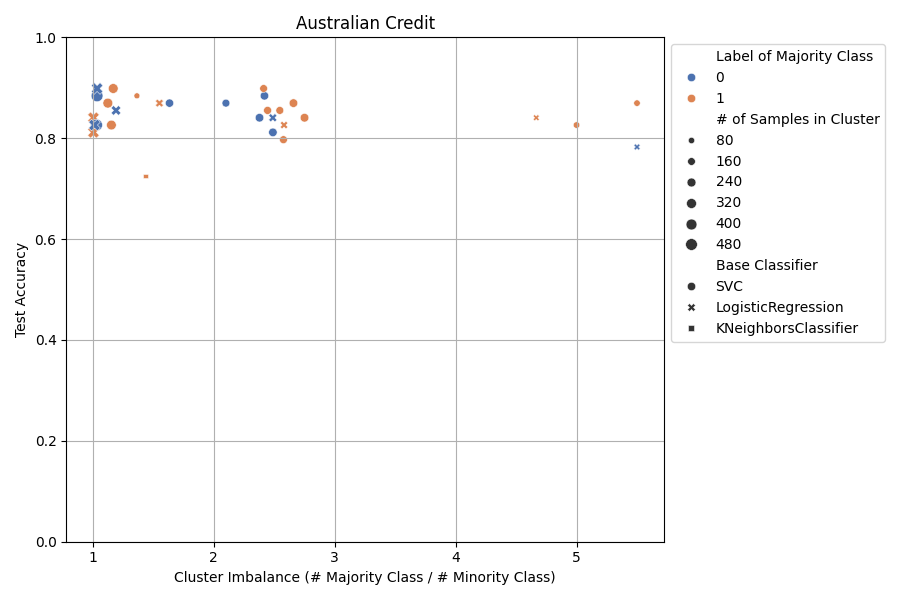 Australian Credit
1.0
0.8
0.6
0.4
0.2
0.0
Test Accuracy
1
2
3
4
5
Cluster Imbalance (# Majority Class / # Minority Class)
Label of Majority Class
0
1
# of Samples in Cluster
80
160
240
320
400
480
Base Classifier
SVC
LogisticRegression
KNeighborsClassifier